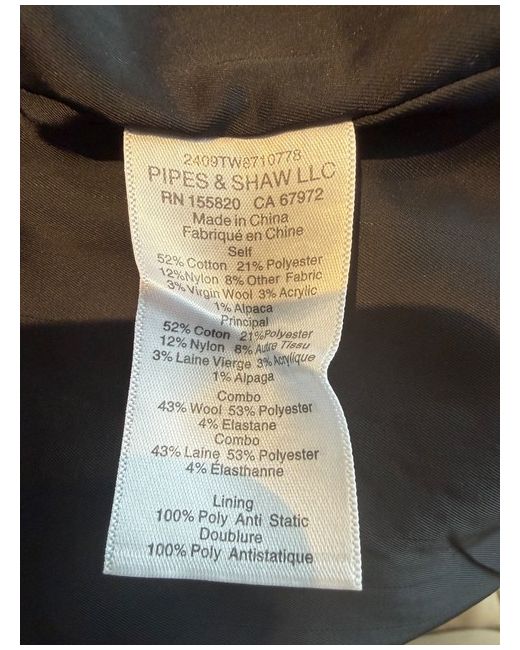 2409TW8710778
PIPES & SHAW LLC
RN 155820 CA 67972
Made in China
Fabriqué en Chine
Self
52% Cotton 21% Polyester
12%Nylon 8% Other Fabric
3% Virgin Wool 3% Acrylic
1% Alpaca
Principal
52% Coton 21%Polyester
12% Nylon 8% Autre Tissu
3% Laine Vierge 3% Acrylique
1% Alpaga
Combo
43% Wool 53% Polyester
4% Elastane
Combo
43% Laine 53% Polyester
4% Élasthanne
Lining
100% Poly Anti Static
Doublure
100% Poly Antistatique